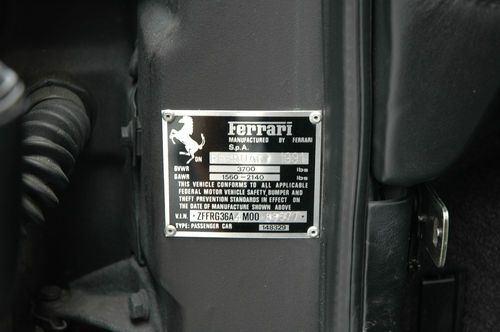 Ferrari
MANUFACTURED BY FERRARI
S.p.A.
ON FEBRUARY
GVWR 3700 lbs
GAWR 1560-2140 lbs
THIS VEHICLE CONFORMS TO ALL APPLICABLE
FEDERAL MOTOR VEHICLE SAFETY, BUMPER AND
THEFT PREVENTION STANDARDS IN EFFECT ON
THE DATE OF MANUFACTURE SHOWN ABOVE
V.I.N. ZFFRG36A M00
TYPE: PASSENGER CAR 148329